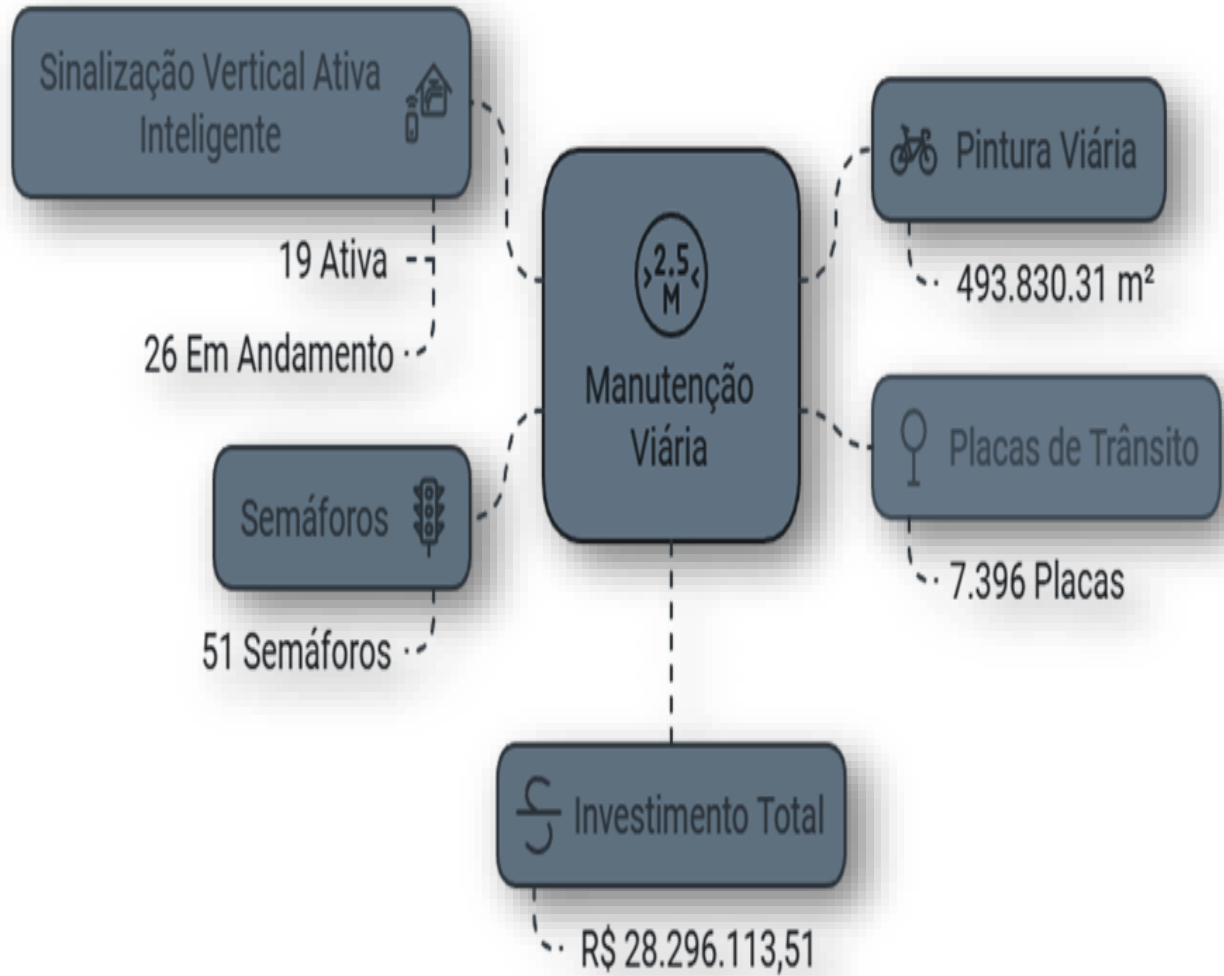 Sinalização Vertical Ativa
Inteligente
19 Ativa
26 Em Andamento
Semáforos
51 Semáforos
2.5
M
Manutenção
Viária
Pintura Viária
493.830.31 m²
Placas de Trânsito
7.396 Placas
Investimento Total
R$ 28.296.113,51